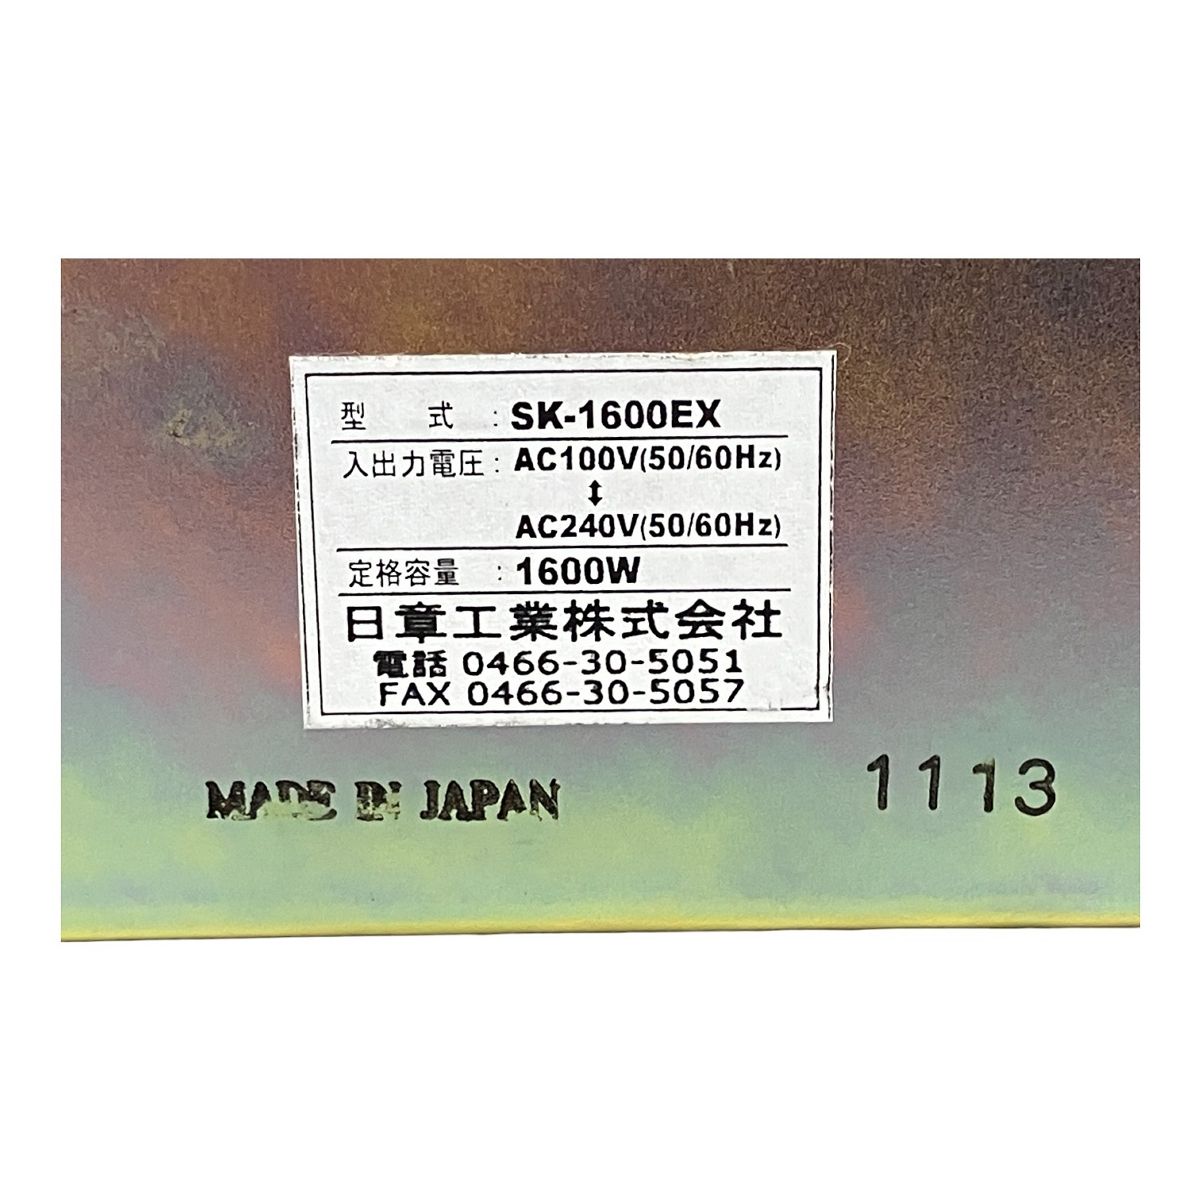 型 式 : SK-1600EX
入出力電圧 : AC100V(50/60Hz)
↕
AC240V(50/60Hz)
定格容量 : 1600W
日章工業株式会社
電話 0466-30-5051
FAX 0466-30-5057
MADE IN JAPAN
1113